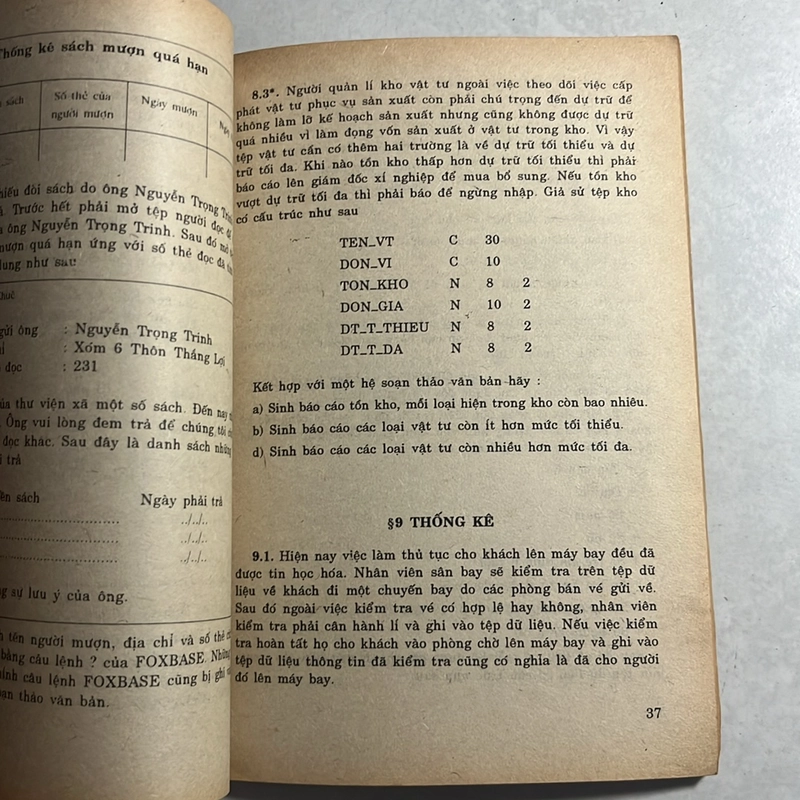 Thống kê sách mượn quá hạn
sách
Số thẻ của
người mượn
Ngày mượn
đòi sách do ông Nguyễn Trọng
Trước hết phải mở tệp người đọc
ông Nguyễn Trọng Trinh. Sau đó
mượn quá hạn ứng với số thẻ đọc đã
dung như sau
gửi ông : Nguyễn Trọng Trinh
: Xóm 6 Thôn Thắng Lợi
đọc : 231
của thư viện xã một số sách. Đến nay
Ông vui lòng đem trả để chúng tôi
đọc khác. Sau đây là danh sách những
trả
tên sách Ngày phải trả
../../..
../../..
../../..
sự lưu ý của ông.
tên người mượn, địa chỉ và số thẻ
bằng câu lệnh ? của FOXBASE. Những
câu lệnh FOXBASE cũng bị ghi
soạn thảo văn bản.
8.3*. Người quản lí kho vật tư ngoài việc theo dõi việc cấp
phát vật tư phục vụ sản xuất còn phải chú trọng đến dự trữ để
không làm lỡ kế hoạch sản xuất nhưng cũng không được dự trữ
quá nhiều vì làm đọng vốn sản xuất ở vật tư trong kho. Vì vậy
tệp vật tư cần có thêm hai trường là về dự trữ tối thiểu và dự
trữ tối đa. Khi nào tồn kho thấp hơn dự trữ tối thiểu thì phải
báo cáo lên giám đốc xí nghiệp để mua bổ sung. Nếu tồn kho
vượt dự trữ tối đa thì phải báo để ngừng nhập. Giả sử tệp kho
có cấu trúc như sau
TEN_VT C 30
DON_VI C 10
TON_KHO N 8 2
DON_GIA N 10 2
DT_T_THIEU N 8 2
DT_T_DA N 8 2
Kết hợp với một hệ soạn thảo văn bản hãy :
a) Sinh báo cáo tồn kho, mỗi loại hiện trong kho còn bao nhiêu.
b) Sinh báo cáo các loại vật tư còn ít hơn mức tối thiểu.
d) Sinh báo cáo các loại vật tư còn nhiều hơn mức tối đa.
§9 THỐNG KÊ
9.1. Hiện nay việc làm thủ tục cho khách lên máy bay đều đã
được tin học hóa. Nhân viên sân bay sẽ kiểm tra trên tệp dữ
liệu về khách đi một chuyến bay do các phòng bán vé gửi về.
Sau đó ngoài việc kiểm tra vé có hợp lệ hay không, nhân viên
kiểm tra phải cân hành lí và ghi vào tệp dữ liệu. Nếu việc kiểm
tra hoàn tất họ cho khách vào phòng chờ lên máy bay và ghi vào
tệp dữ liệu thông tin đã kiểm tra cũng có nghĩa là đã cho người
đó lên máy bay.
37